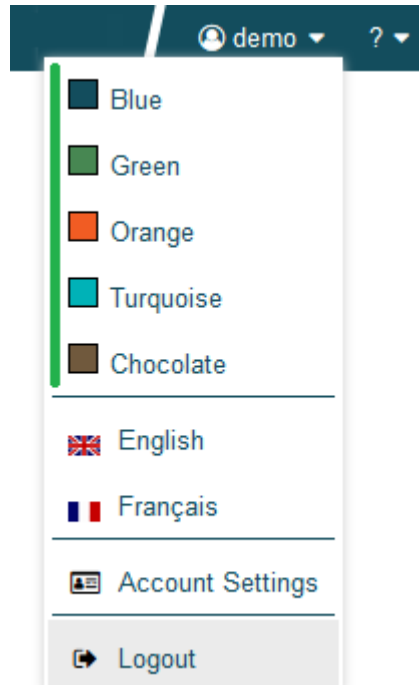 demo ?
Blue
Green
Orange
Turquoise
Chocolate
English
Français
Account Settings
Logout